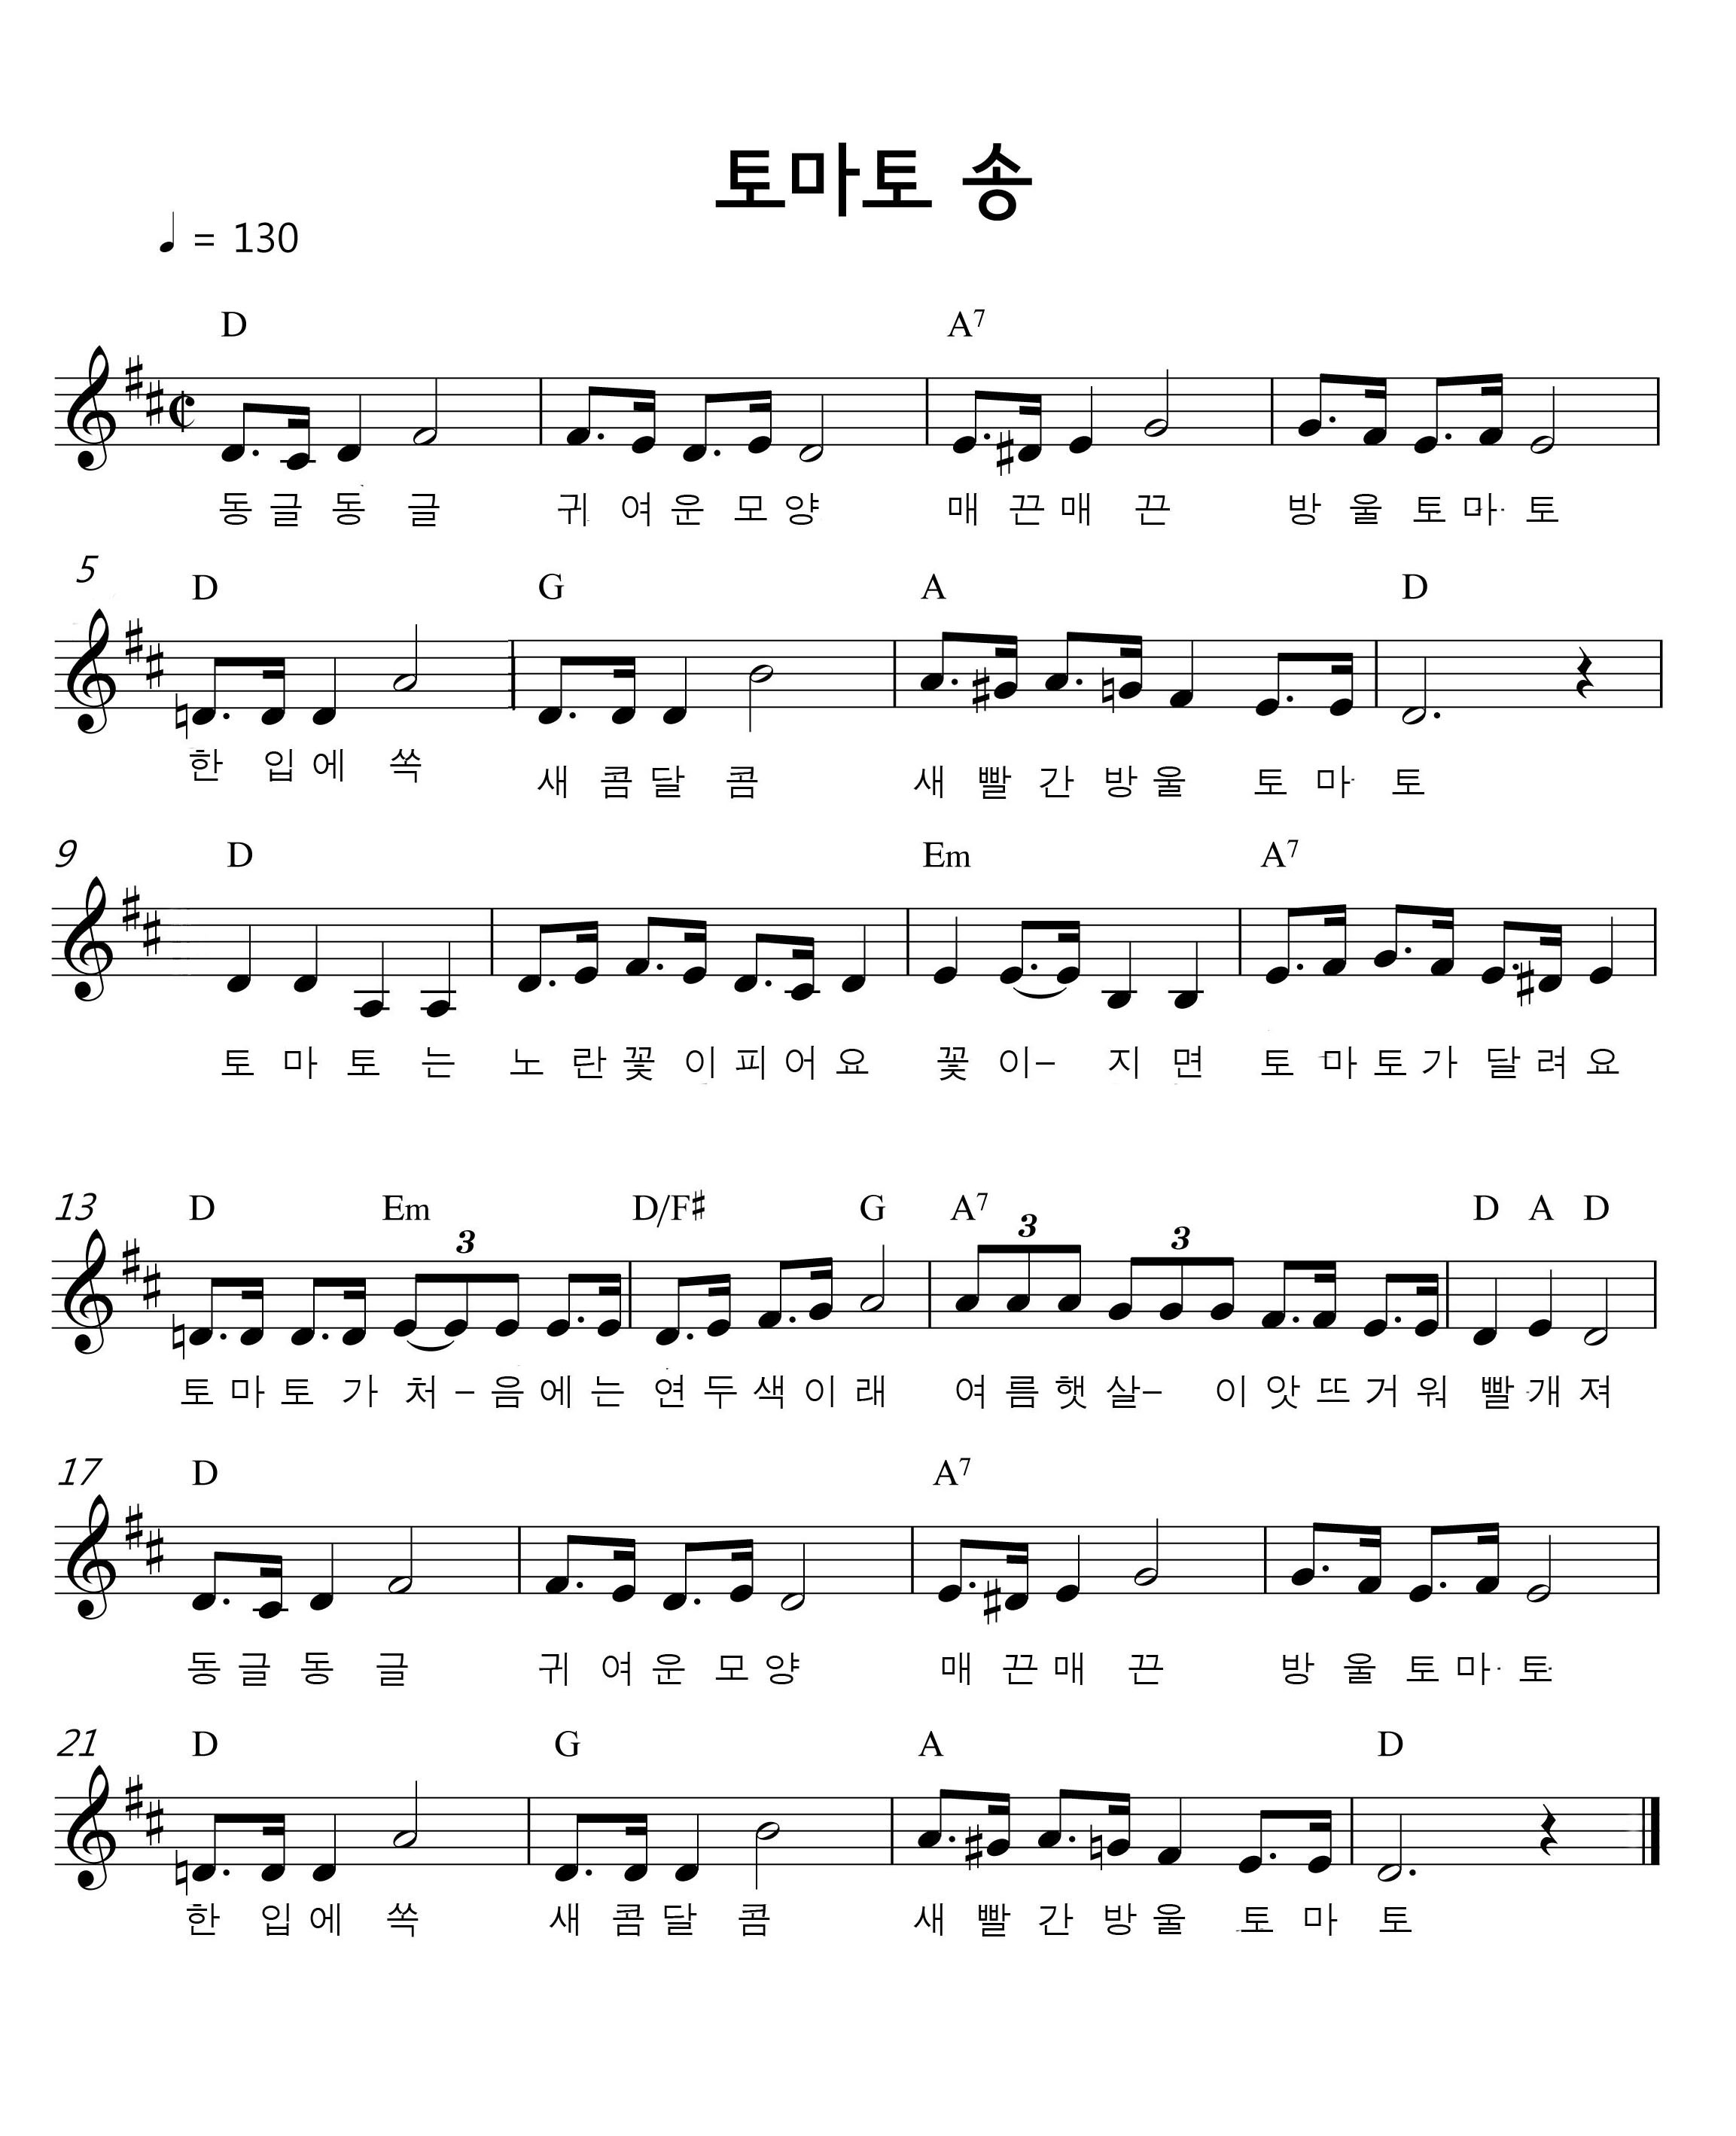 토마토 송
♩ = 130
D A7
동글동 글 귀 여운 모양 매 끈매 끈 방 울 토마 토
5
D G A D
한 입에 쏙 새 콤달 콤 새 빨 간 방울 토 마 토
9
D Em A7
토 마 토 는 노 란꽃 이피어요 꽃 이– 지 면 토 마토가 달려요
13
D Em D/F♯ G A7 D A D
3 3 3
토마토 가 처 –음에는 연두색이래 여름햇살– 이앗뜨거워 빨개져
17
D A7
동글 동 글 귀 여운 모양 매 끈매 끈 방 울 토마 토
21
D G A D
한 입에 쏙 새 콤달 콤 새 빨 간 방울 토 마 토